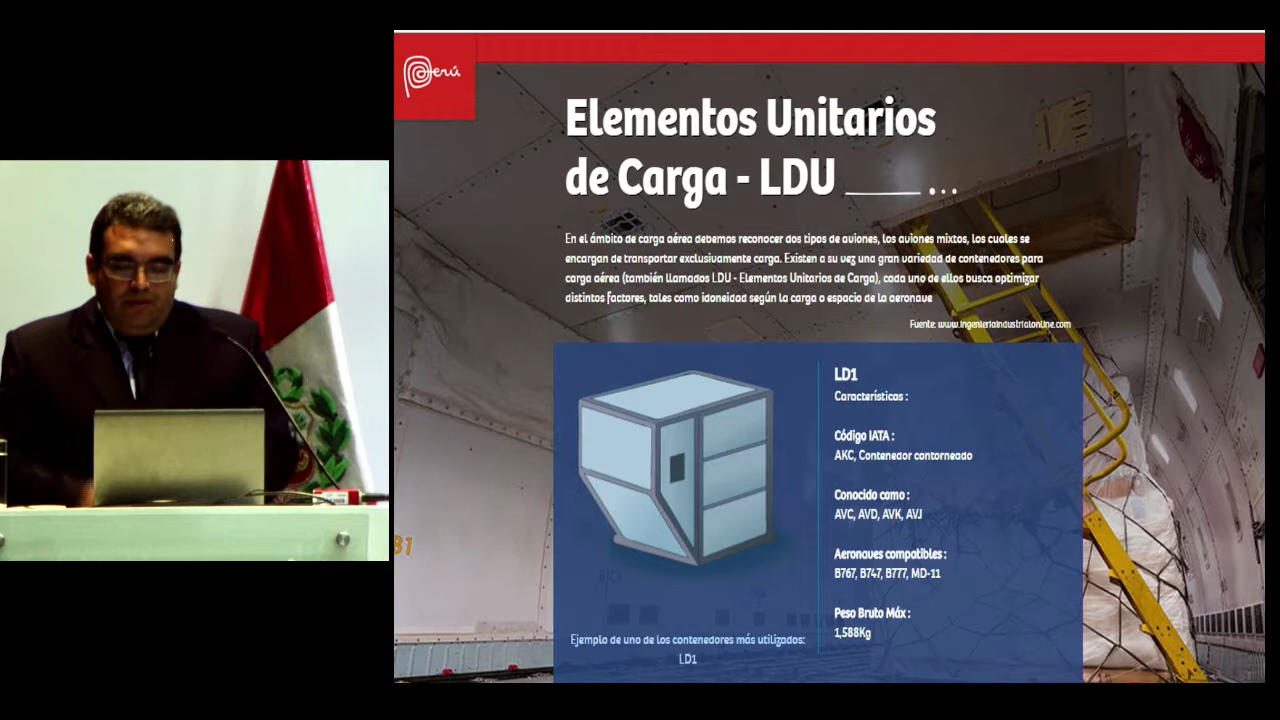 Perú
Elementos Unitarios
de Carga - LDU ...
En el ámbito de carga aérea debemos reconocer dos tipos de aviones, los aviones mixtos, los cuales se
encargan de transportar exclusivamente carga. Existen a su vez una gran variedad de contenedores para
carga aérea (también llamados LDU - Elementos Unitarios de Carga), cada uno de ellos busca optimizar
distintos factores, tales como idoneidad según la carga o espacio de la aeronave
Fuente: www.ingenieriaindustrialonline.com
LD1
Características :
Código IATA :
AKC, Contenedor contorneado
Conocido como :
AVC, AVD, AVK, AVJ
Aeronaves compatibles :
B767, B747, B777, MD-11
Peso Bruto Máx :
1,588Kg
Ejemplo de uno de los contenedores más utilizados:
LD1
81